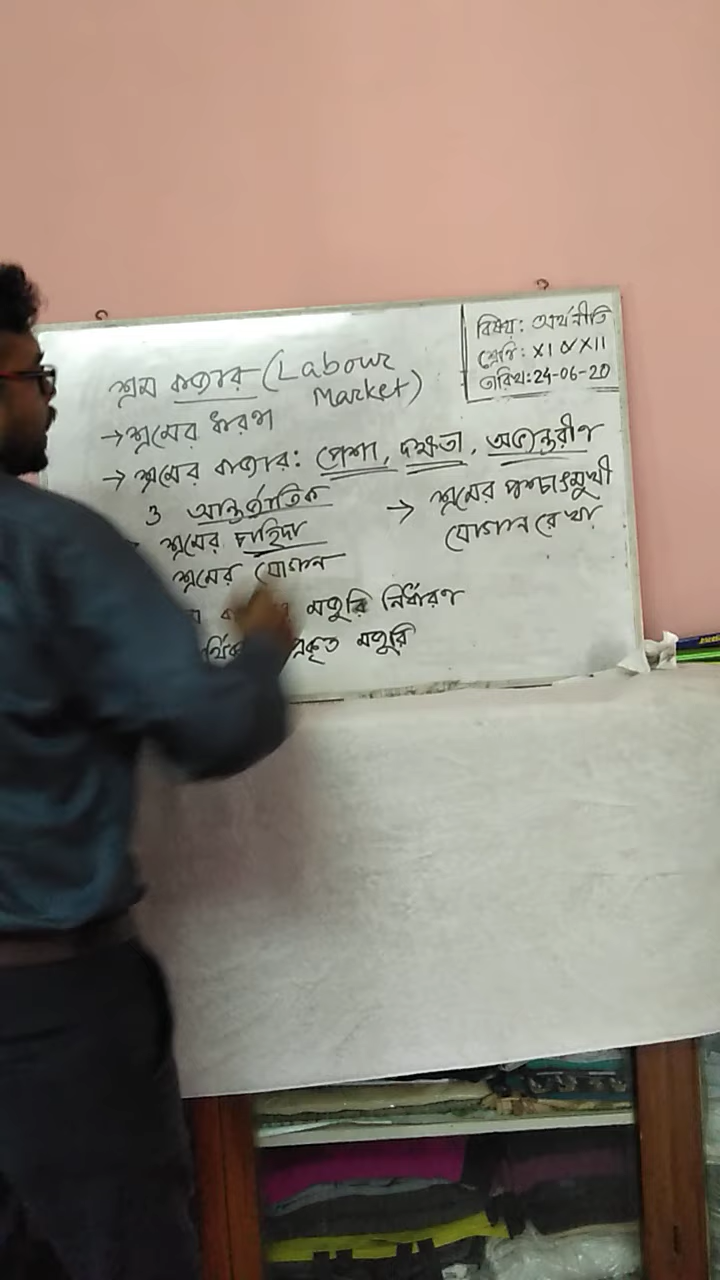 বিষয়: অর্থনীতি
শ্রেণি: XI ও XII
তারিখ: 24-06-20
শ্রম বাজার (Labour Market)
→ শ্রমের ধারণা
→ শ্রমের বাজার: পেশা, দক্ষতা, অভ্যন্তরীণ
ও আন্তর্জাতিক
শ্রমের চাহিদা
শ্রমের যোগান
মজুরি নির্ধারণ
প্রকৃত মজুরি
→ শ্রমের পশ্চাৎমুখী
যোগান রেখা